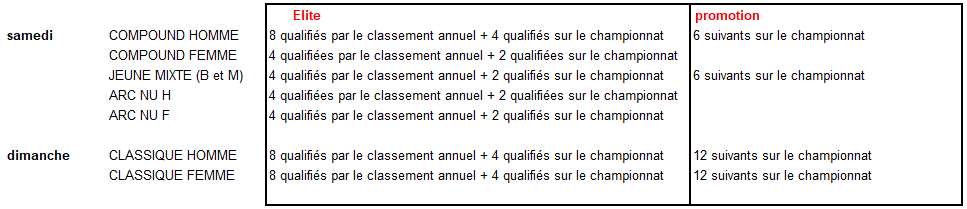 Elite promotion
samedi COMPOUND HOMME 8 qualifiés par le classement annuel + 4 qualifiés sur le championnat 6 suivants sur le championnat
COMPOUND FEMME 4 qualifiées par le classement annuel + 2 qualifiées sur le championnat
JEUNE MIXTE (B et M) 4 qualifiés par le classement annuel + 2 qualifiés sur le championnat 6 suivants sur le championnat
ARC NU H 4 qualifiées par le classement annuel + 2 qualifiées sur le championnat
ARC NU F 4 qualifiés par le classement annuel + 2 qualifiés sur le championnat
dimanche CLASSIQUE HOMME 8 qualifiés par le classement annuel + 4 qualifiés sur le championnat 12 suivants sur le championnat
CLASSIQUE FEMME 8 qualifiés par le classement annuel + 4 qualifiés sur le championnat 12 suivants sur le championnat